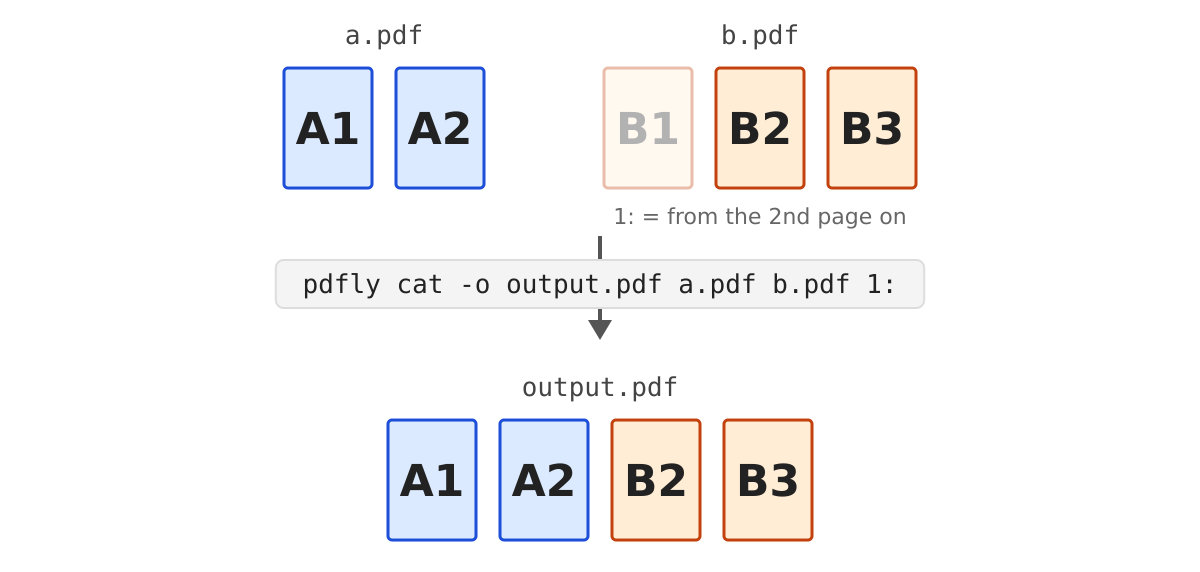 a.pdf
b.pdf
A1
A2
B1
B2
B3
1: = from the 2nd page on
pdfly cat -o output.pdf a.pdf b.pdf 1:
output.pdf
A1
A2
B2
B3